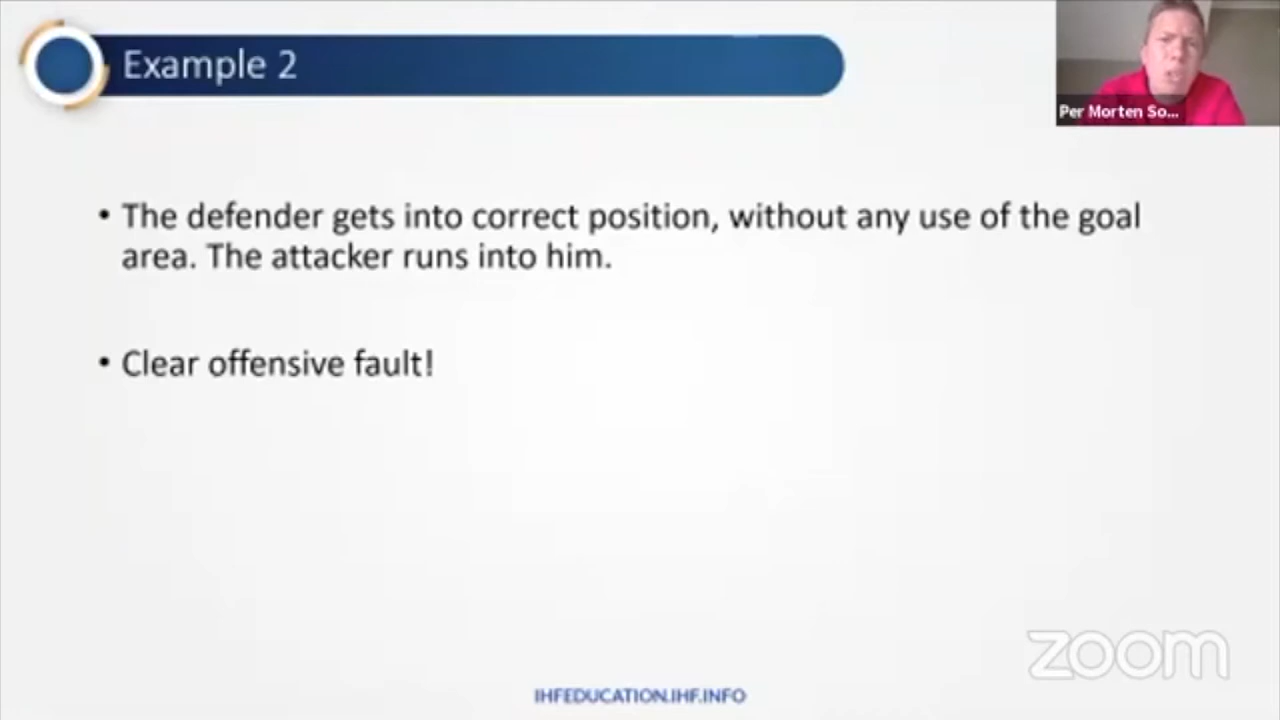 Example 2
Per Morten So...
• The defender gets into correct position, without any use of the goal
area. The attacker runs into him.
• Clear offensive fault!
zoom
IHFEDUCATION.IHF.INFO